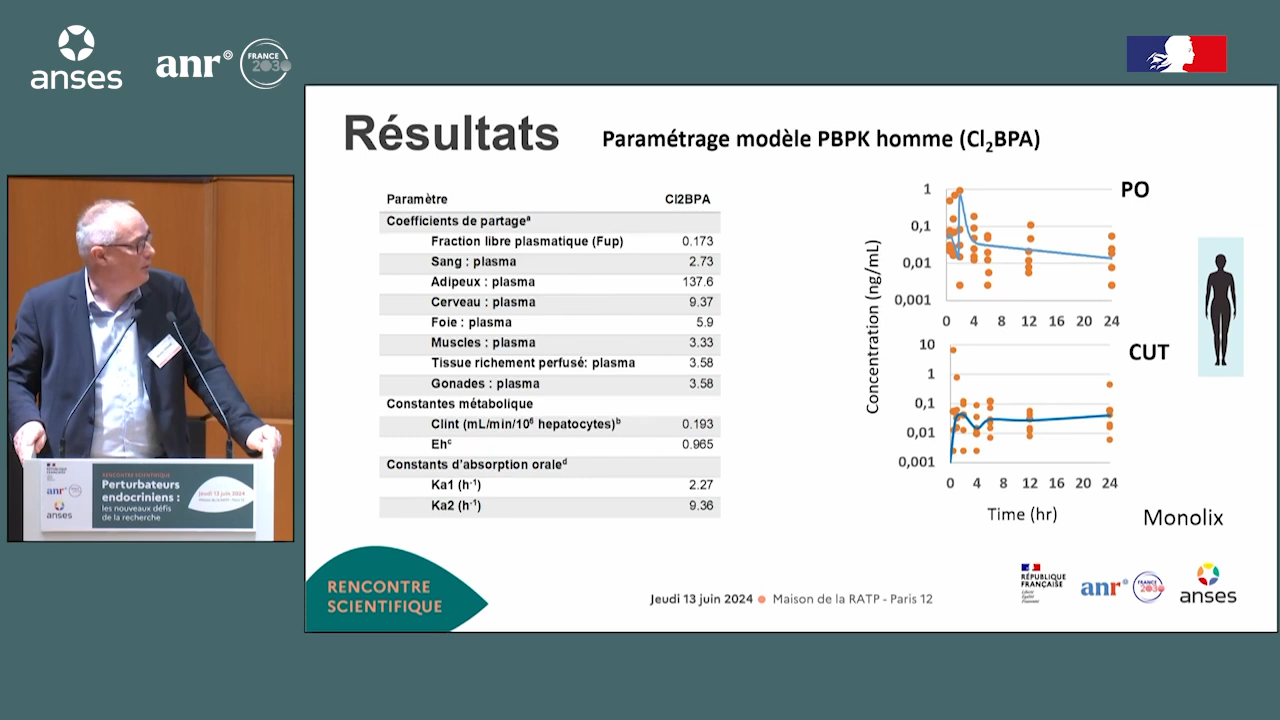 anses
anr
FRANCE
2030
Résultats
Paramétrage modèle PBPK homme (Cl₂BPA)
Paramètre Cl2BPA
Coefficients de partageᵃ
Fraction libre plasmatique (Fup) 0.173
Sang : plasma 2.73
Adipeux : plasma 137.6
Cerveau : plasma 9.37
Foie : plasma 5.9
Muscles : plasma 3.33
Tissue richement perfusé: plasma 3.58
Gonades : plasma 3.58
Constantes métabolique
Clint (mL/min/10⁶ hepatocytes)ᵇ 0.193
Ehᶜ 0.965
Constants d'absorption oraleᵈ
Ka1 (h⁻¹) 2.27
Ka2 (h⁻¹) 9.36
Concentration (ng/mL)
PO
1
0,1
0,01
0,001
0 4 8 12 16 20 24
CUT
10
1
0,1
0,01
0,001
0 4 8 12 16 20 24
Time (hr)
Monolix
RENCONTRE
SCIENTIFIQUE
Jeudi 13 juin 2024 Maison de la RATP - Paris 12
RÉPUBLIQUE
FRANÇAISE
Liberté
Égalité
Fraternité
anr
FRANCE
2030
anses
RENCONTRE SCIENTIFIQUE
Perturbateurs
endocriniens :
les nouveaux défis
de la recherche
Jeudi 13 juin 2024
anr
anses